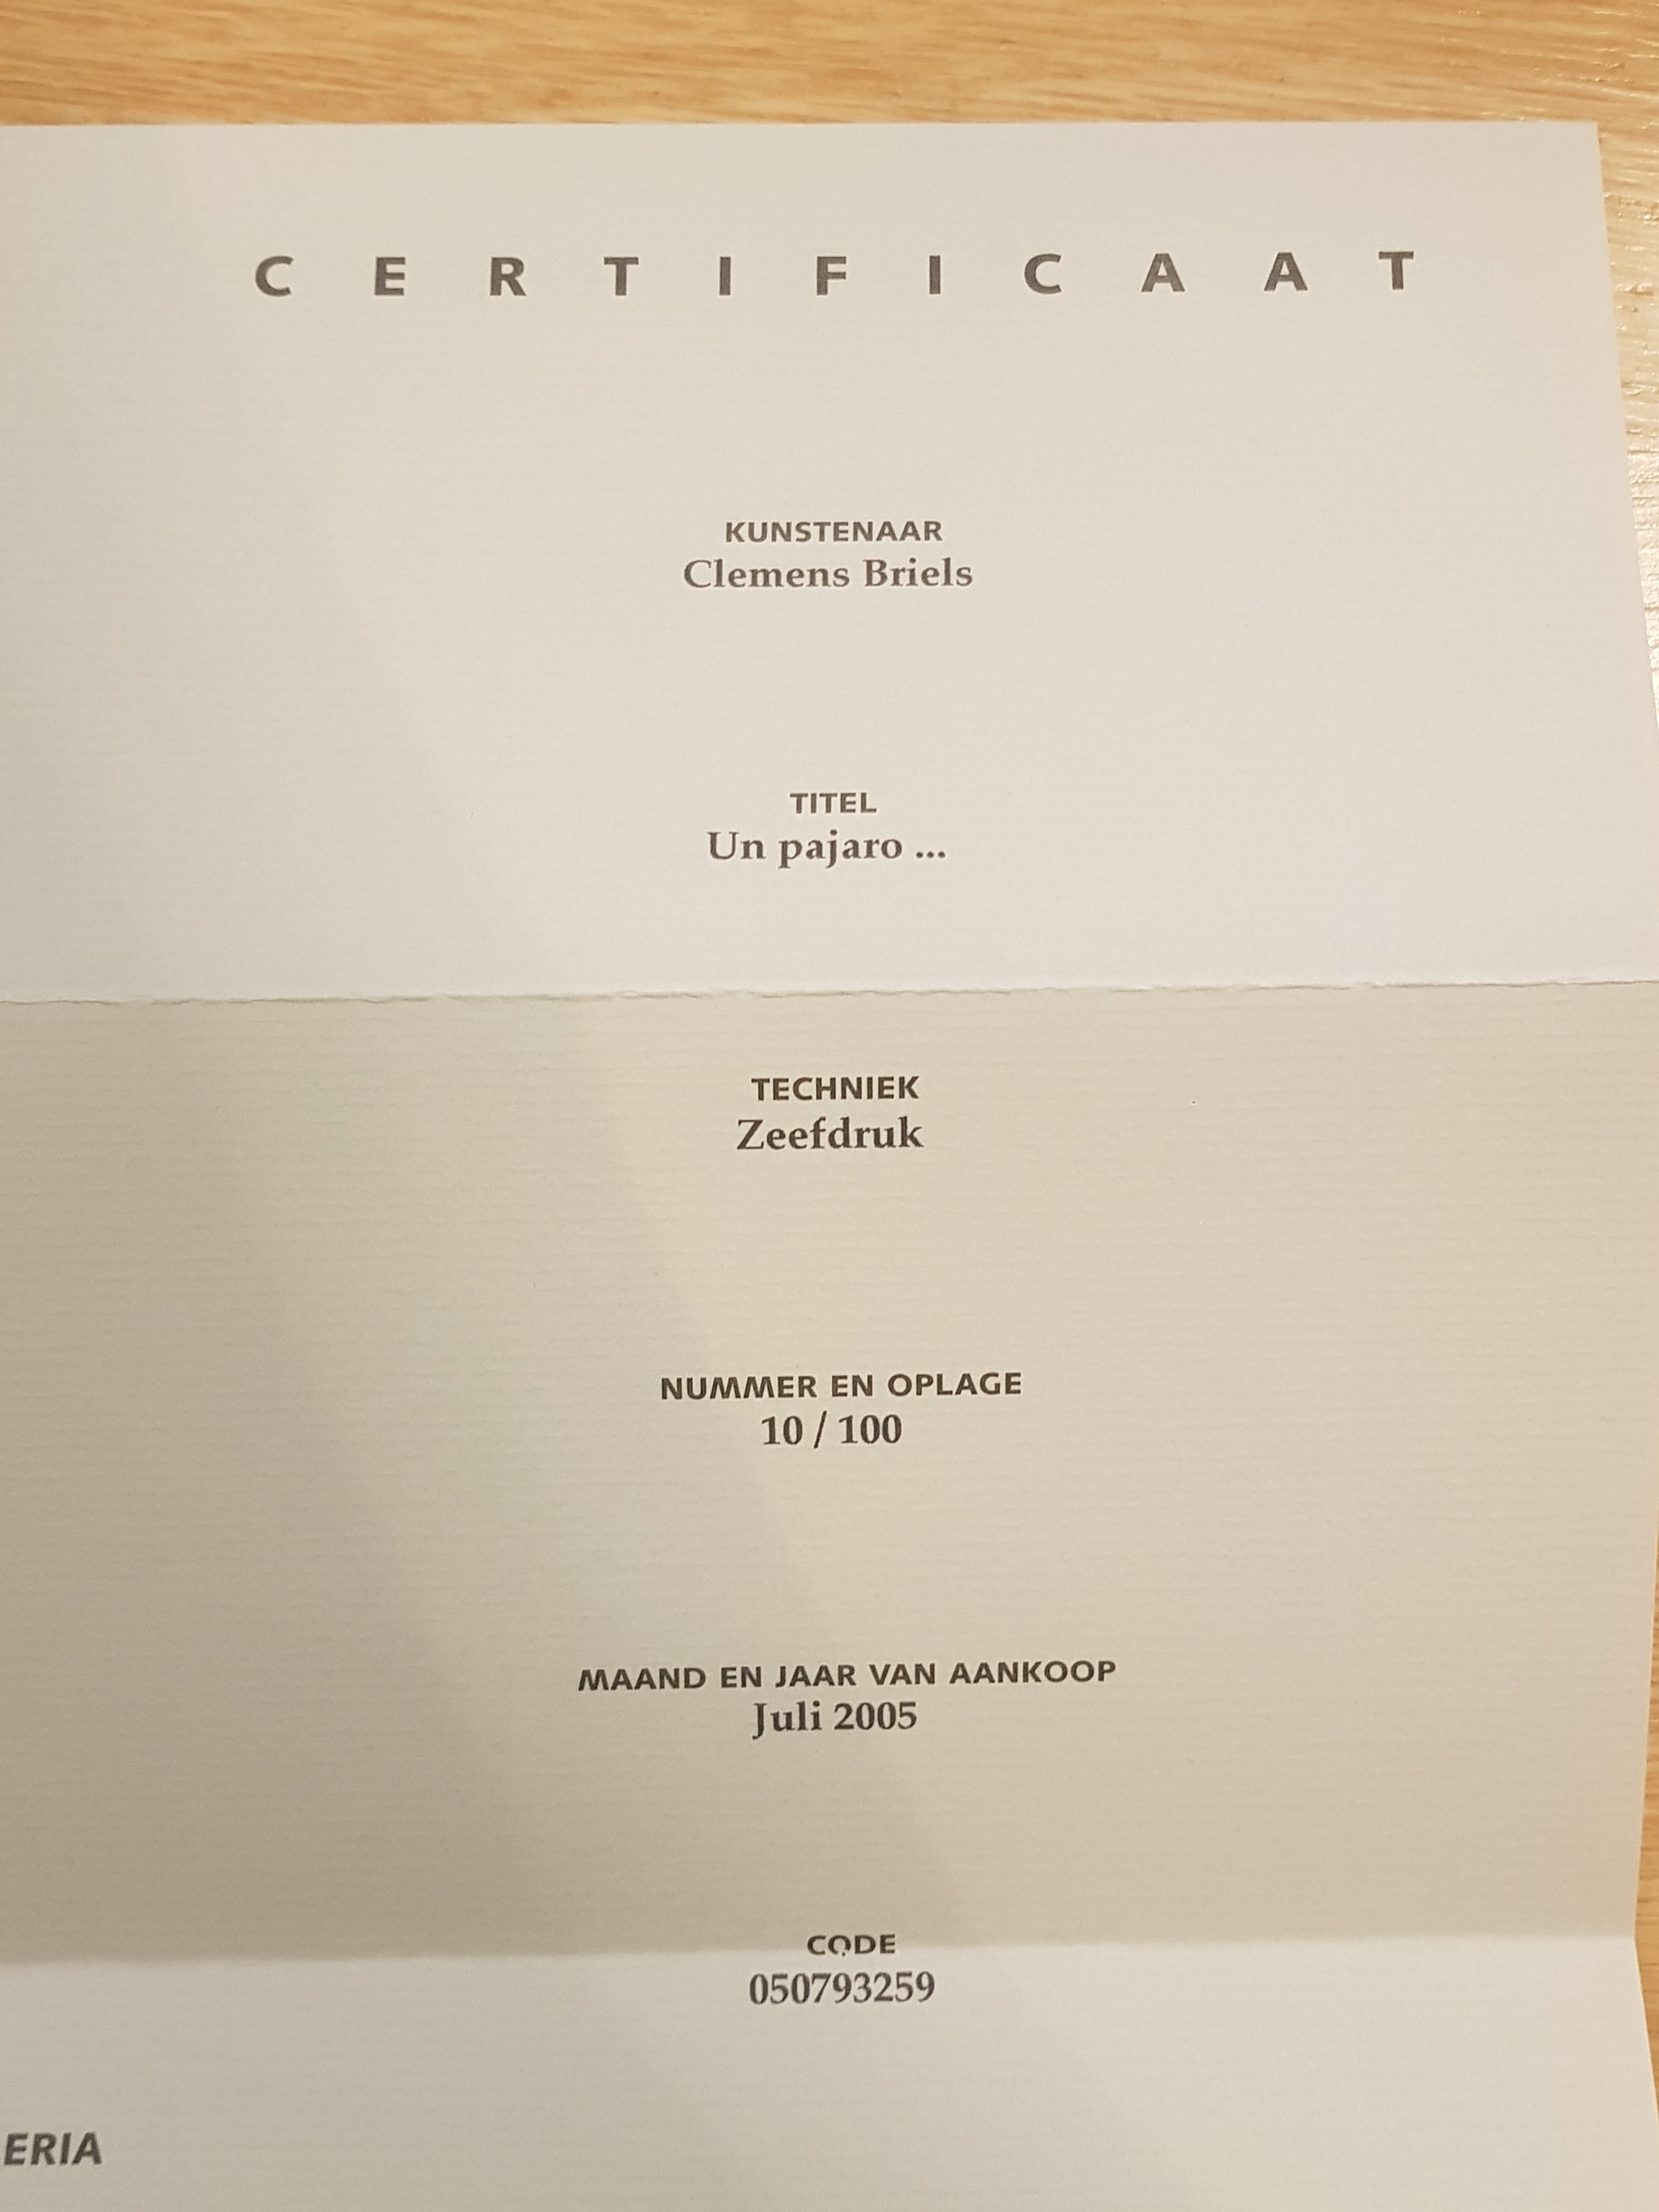 CERTIFICAAT
KUNSTENAAR
Clemens Briels
TITEL
Un pajaro ...
TECHNIEK
Zeefdruk
NUMMER EN OPLAGE
10 / 100
MAAND EN JAAR VAN AANKOOP
Juli 2005
CODE
050793259
ERIA